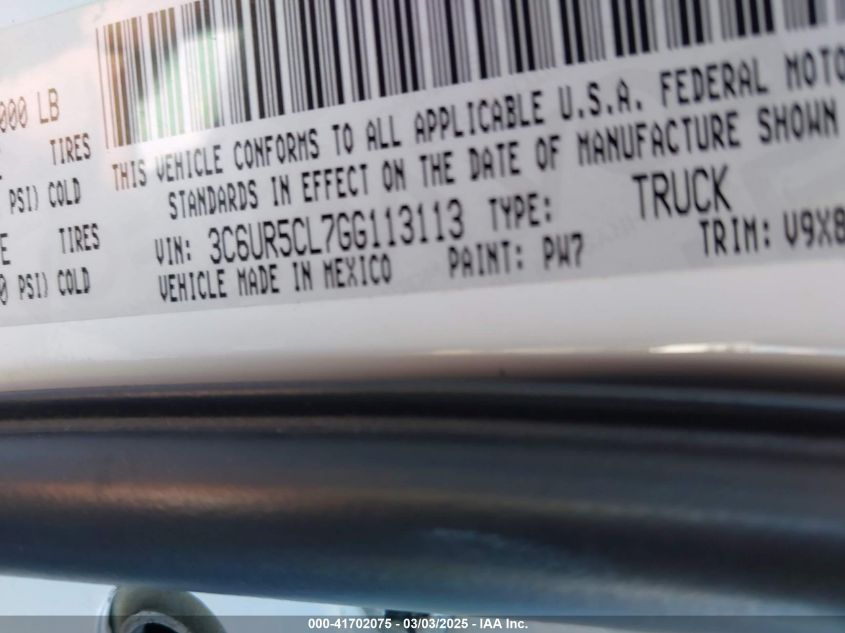 000 LB
TIRES
PSI) COLD
E TIRES
0 PSI) COLD
THIS VEHICLE CONFORMS TO ALL APPLICABLE U.S.A. FEDERAL MOTO
STANDARDS IN EFFECT ON THE DATE OF MANUFACTURE SHOWN
VIN: 3C6UR5CL7GG113113 TYPE: TRUCK
VEHICLE MADE IN MEXICO PAINT: PW7 TRIM: V9X8
000-41702075 - 03/03/2025 - IAA Inc.